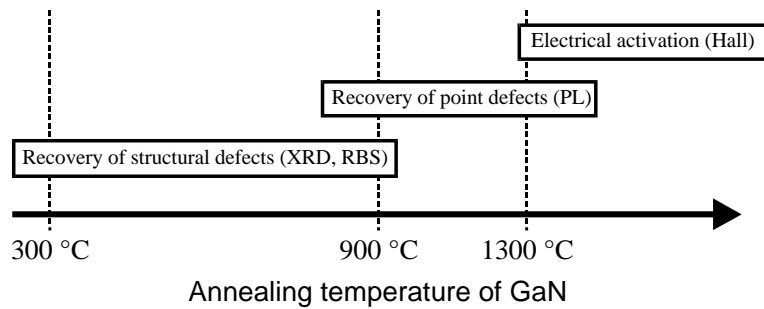 Electrical activation (Hall)
Recovery of point defects (PL)
Recovery of structural defects (XRD, RBS)
300 °C 900 °C 1300 °C
Annealing temperature of GaN